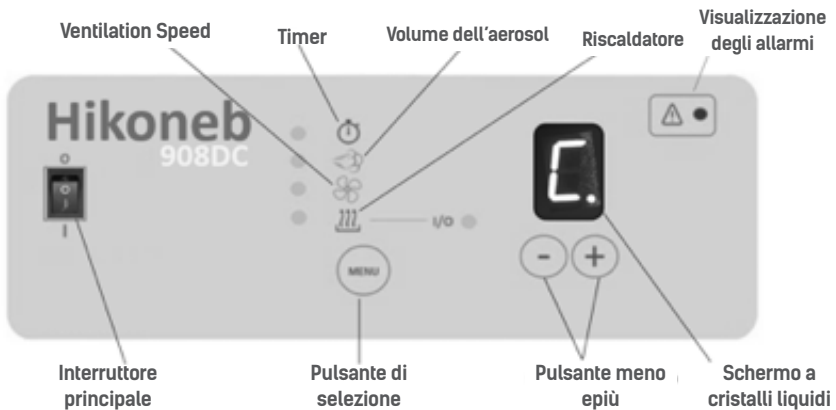 Visualizzazione
degli allarmi
Ventilation Speed
Timer
Volume dell'aerosol
Riscaldatore
Hikoneb
908DC
O
I
I/O
C.
- +
MENU
Interruttore
principale
Pulsante di
selezione
Pulsante meno
epiù
Schermo a
cristalli liquidi